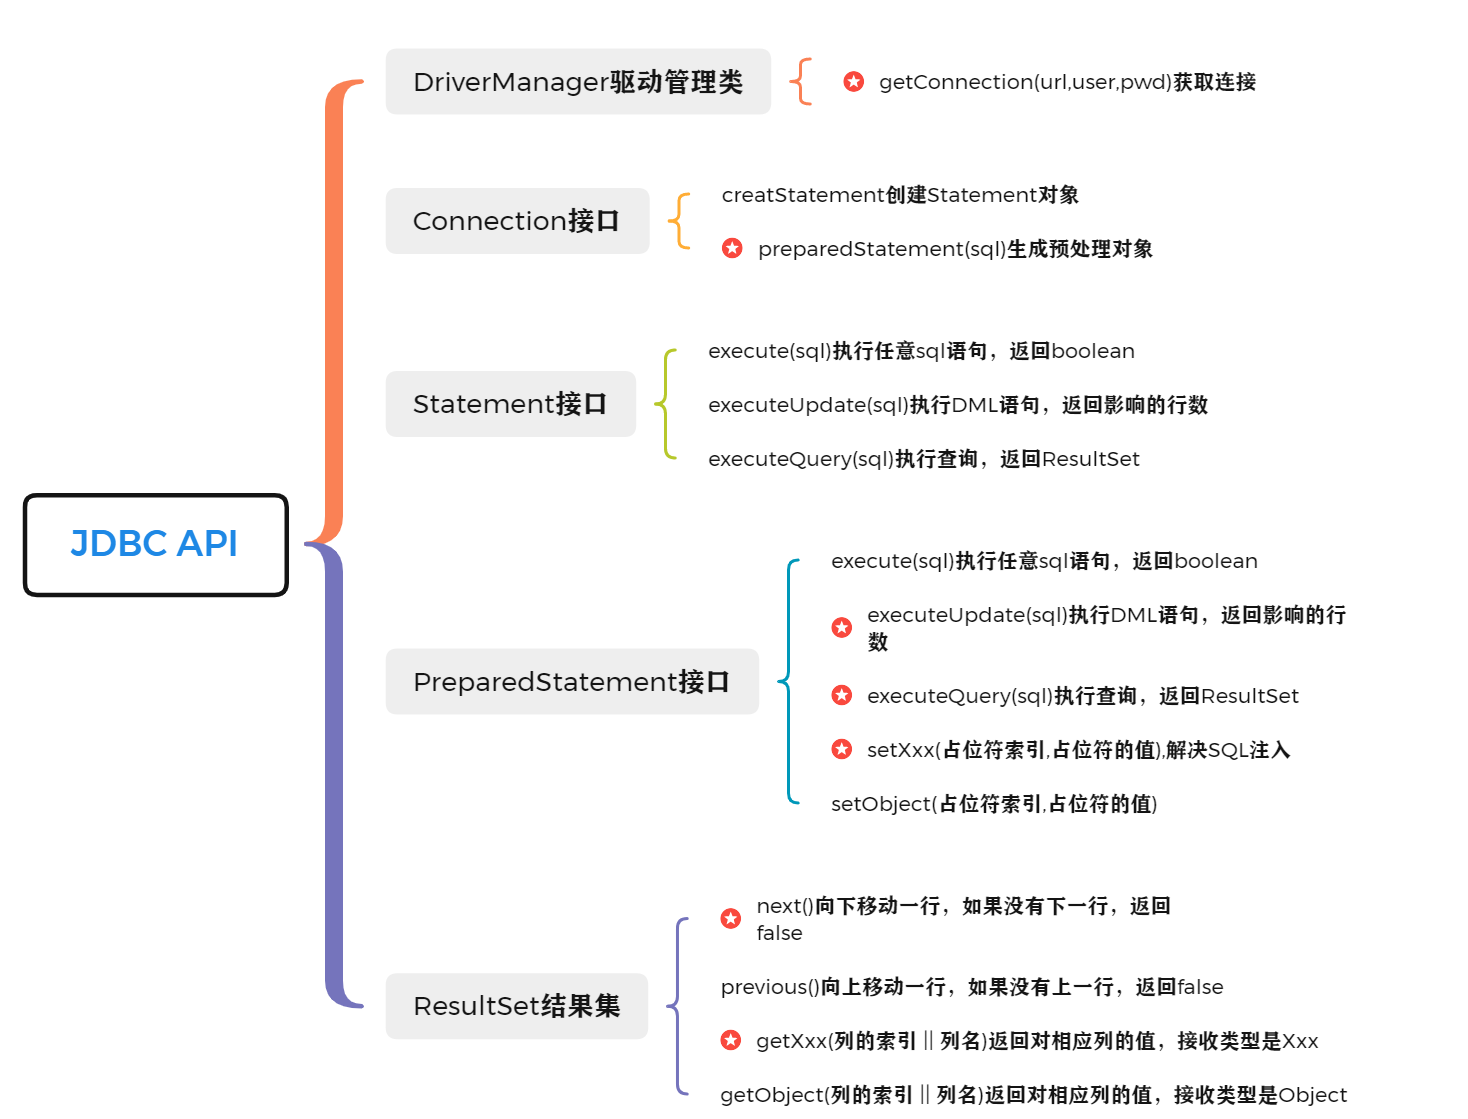 JDBC API
DriverManager驱动管理类
getConnection(url,user,pwd)获取连接
Connection接口
creatStatement创建Statement对象
preparedStatement(sql)生成预处理对象
Statement接口
execute(sql)执行任意sql语句，返回boolean
executeUpdate(sql)执行DML语句，返回影响的行数
executeQuery(sql)执行查询，返回ResultSet
PreparedStatement接口
execute(sql)执行任意sql语句，返回boolean
executeUpdate(sql)执行DML语句，返回影响的行
数
executeQuery(sql)执行查询，返回ResultSet
setXxx(占位符索引,占位符的值),解决SQL注入
setObject(占位符索引,占位符的值)
ResultSet结果集
next()向下移动一行，如果没有下一行，返回
false
previous()向上移动一行，如果没有上一行，返回false
getXxx(列的索引 || 列名)返回对相应列的值，接收类型是Xxx
getObject(列的索引 || 列名)返回对相应列的值，接收类型是Object